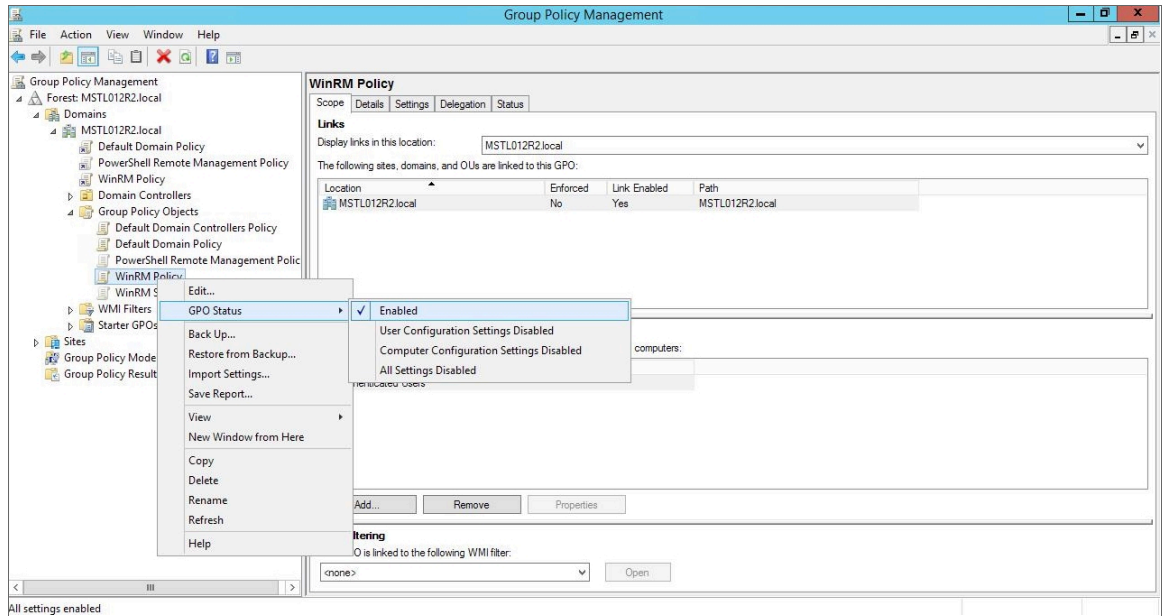 Group Policy Management
File Action View Window Help
Group Policy Management
Forest: MSTL012R2.local
Domains
MSTL012R2.local
Default Domain Policy
PowerShell Remote Management Policy
WinRM Policy
Domain Controllers
Group Policy Objects
Default Domain Controllers Policy
Default Domain Policy
PowerShell Remote Management Polic
WinRM Policy
WinRM S
WMI Filters
Starter GPOs
Sites
Group Policy Mode
Group Policy Result
Edit...
GPO Status
Back Up...
Restore from Backup...
Import Settings...
Save Report...
View
New Window from Here
Copy
Delete
Rename
Refresh
Help
Enabled
User Configuration Settings Disabled
Computer Configuration Settings Disabled
All Settings Disabled
WinRM Policy
Scope Details Settings Delegation Status
Links
Display links in this location: MSTL012R2.local
The following sites, domains, and OUs are linked to this GPO:
Location Enforced Link Enabled Path
MSTL012R2.local No Yes MSTL012R2.local
computers:
Users
Add... Remove Properties
ltering
O is linked to the following WMI filter:
<none> Open
All settings enabled